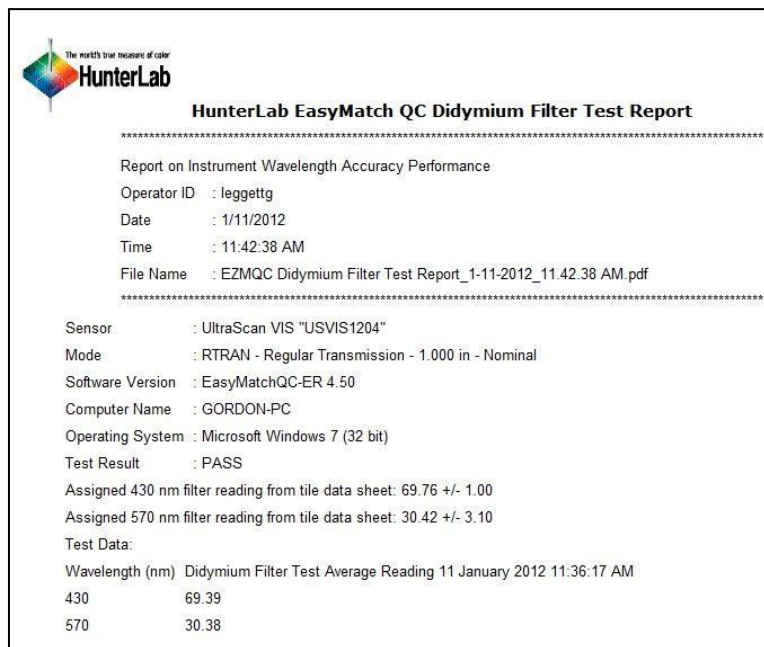 The world's true measure of color
HunterLab
HunterLab EasyMatch QC Didymium Filter Test Report
********************************************************************************************************************
Report on Instrument Wavelength Accuracy Performance
Operator ID : leggettg
Date : 1/11/2012
Time : 11:42:38 AM
File Name : EZMQC Didymium Filter Test Report_1-11-2012_11.42.38 AM.pdf
********************************************************************************************************************
Sensor : UltraScan VIS "USVIS1204"
Mode : RTRAN - Regular Transmission - 1.000 in - Nominal
Software Version : EasyMatchQC-ER 4.50
Computer Name : GORDON-PC
Operating System : Microsoft Windows 7 (32 bit)
Test Result : PASS
Assigned 430 nm filter reading from tile data sheet: 69.76 +/- 1.00
Assigned 570 nm filter reading from tile data sheet: 30.42 +/- 3.10
Test Data:
Wavelength (nm) Didymium Filter Test Average Reading 11 January 2012 11:36:17 AM
430 69.39
570 30.38